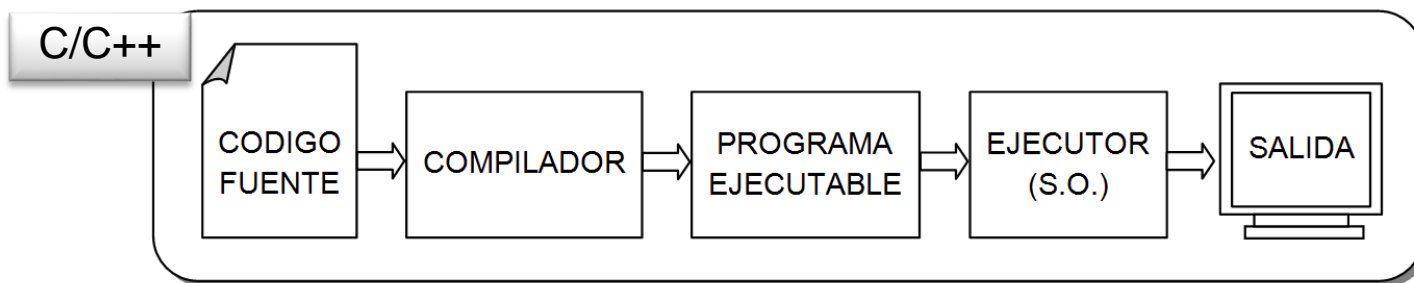 C/C++
CODIGO
FUENTE
COMPILADOR
PROGRAMA
EJECUTABLE
EJECUTOR
(S.O.)
SALIDA